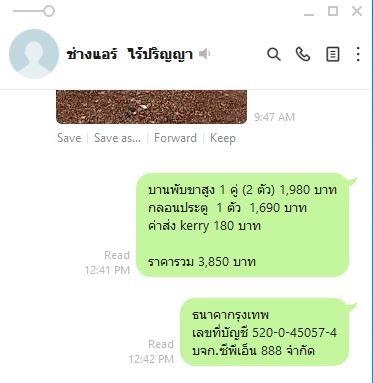 ช่างแอร์ ไร้ปริญญา
9:47 AM
Save
Save as...
Forward
Keep
บานพับขาสูง 1 คู่ (2 ตัว) 1,980 บาท
กลอนประตู  1 ตัว  1,690 บาท
ค่าส่ง kerry 180 บาท
ราคารวม 3,850 บาท
Read
12:41 PM
ธนาคากรุงเทพ
เลขที่บัญชี 520-0-45057-4
บจก.ซีพีเอ็น 888 จำกัด
Read
12:42 PM